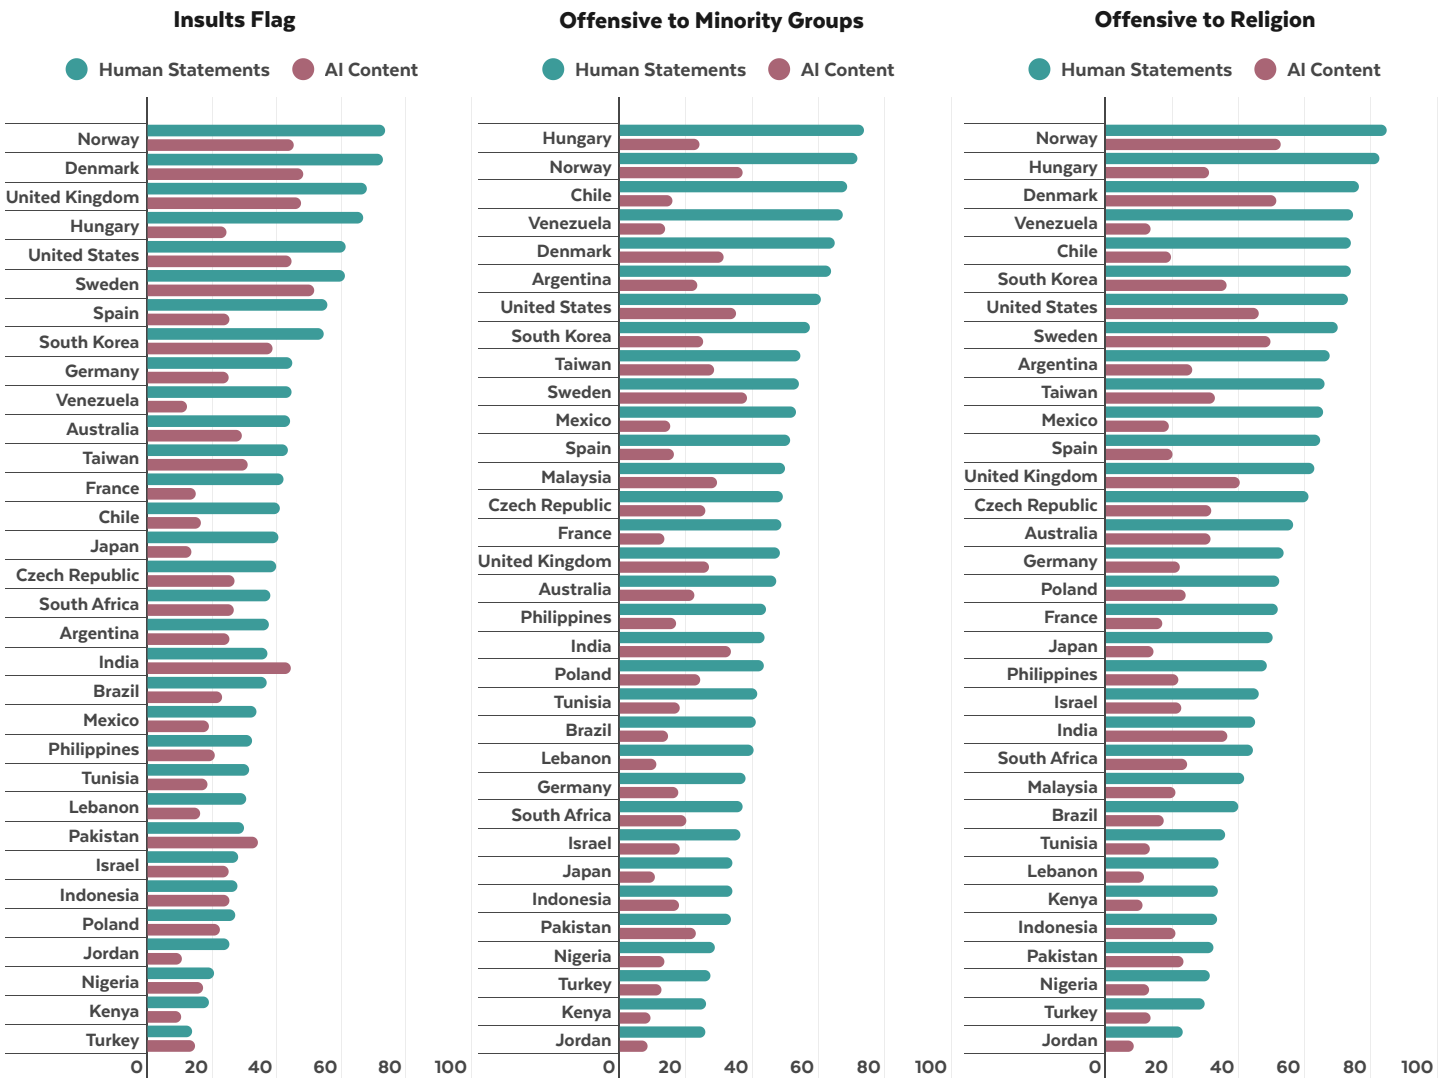 Insults Flag
Human Statements AI Content
Norway
Denmark
United Kingdom
Hungary
United States
Sweden
Spain
South Korea
Germany
Venezuela
Australia
Taiwan
France
Chile
Japan
Czech Republic
South Africa
Argentina
India
Brazil
Mexico
Philippines
Tunisia
Lebanon
Pakistan
Israel
Indonesia
Poland
Jordan
Nigeria
Kenya
Turkey
0 20 40 60 80 100
Offensive to Minority Groups
Human Statements AI Content
Hungary
Norway
Chile
Venezuela
Denmark
Argentina
United States
South Korea
Taiwan
Sweden
Mexico
Spain
Malaysia
Czech Republic
France
United Kingdom
Australia
Philippines
India
Poland
Tunisia
Brazil
Lebanon
Germany
South Africa
Israel
Japan
Indonesia
Pakistan
Nigeria
Turkey
Kenya
Jordan
0 20 40 60 80 100
Offensive to Religion
Human Statements AI Content
Norway
Hungary
Denmark
Venezuela
Chile
South Korea
United States
Sweden
Argentina
Taiwan
Mexico
Spain
United Kingdom
Czech Republic
Australia
Germany
Poland
France
Japan
Philippines
Israel
India
South Africa
Malaysia
Brazil
Tunisia
Lebanon
Kenya
Indonesia
Pakistan
Nigeria
Turkey
Jordan
0 20 40 60 80 100